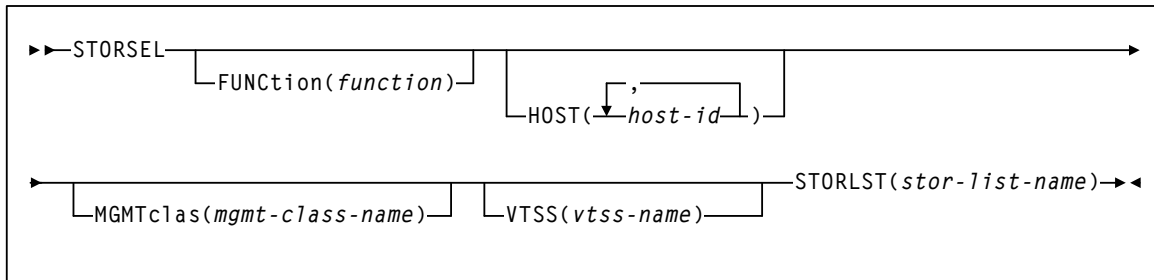 STORSEL
FUNCtion(function)
,
HOST( host-id )
MGMTclas(mgmt-class-name)
VTSS(vtss-name)
STORLST(stor-list-name)